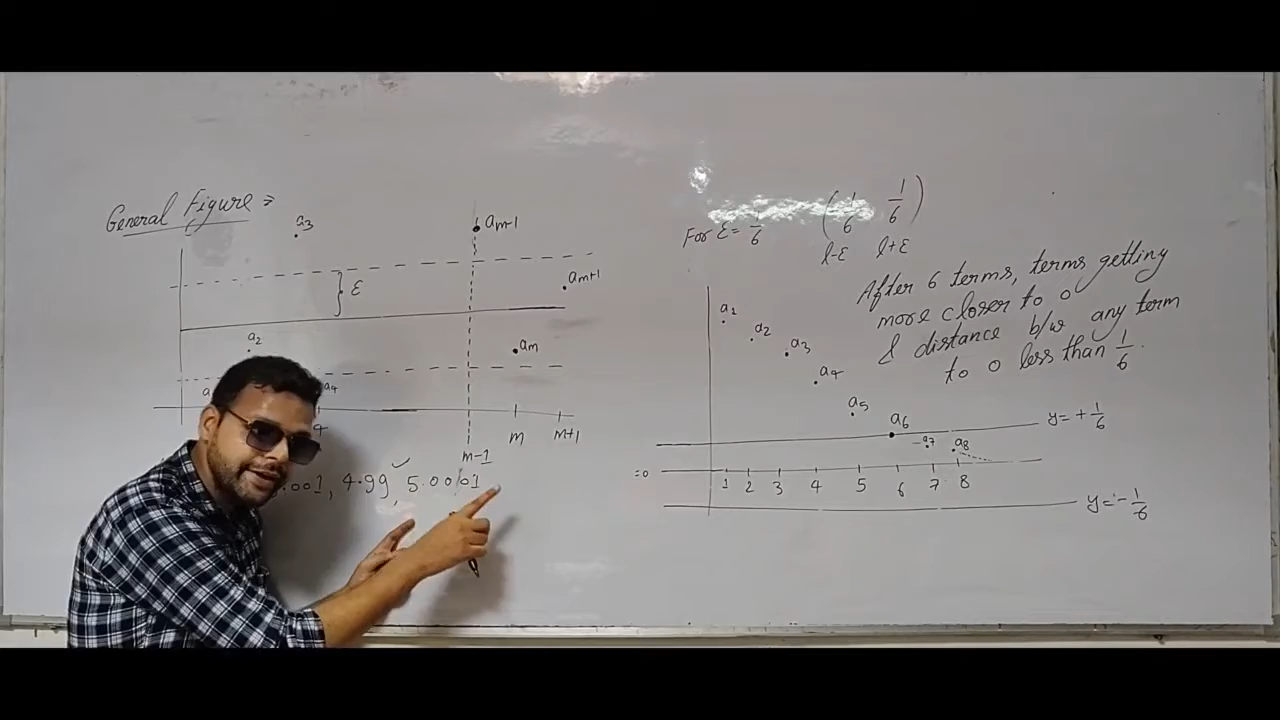 General Figure ⇒
a3
am-1
ε
am+1
a2
am
a4
m-1
m
m+1
.001, 4.99, 5.00001
For ε = 1/6
(1/6 1/6)
l-ε l+ε
After 6 terms, terms getting
more closer to 0
& distance b/w any term
to 0 less than 1/6.
a1
a2
a3
a4
a5
a6
a7
a8
y = +1/6
=0
1 2 3 4 5 6 7 8
y = -1/6